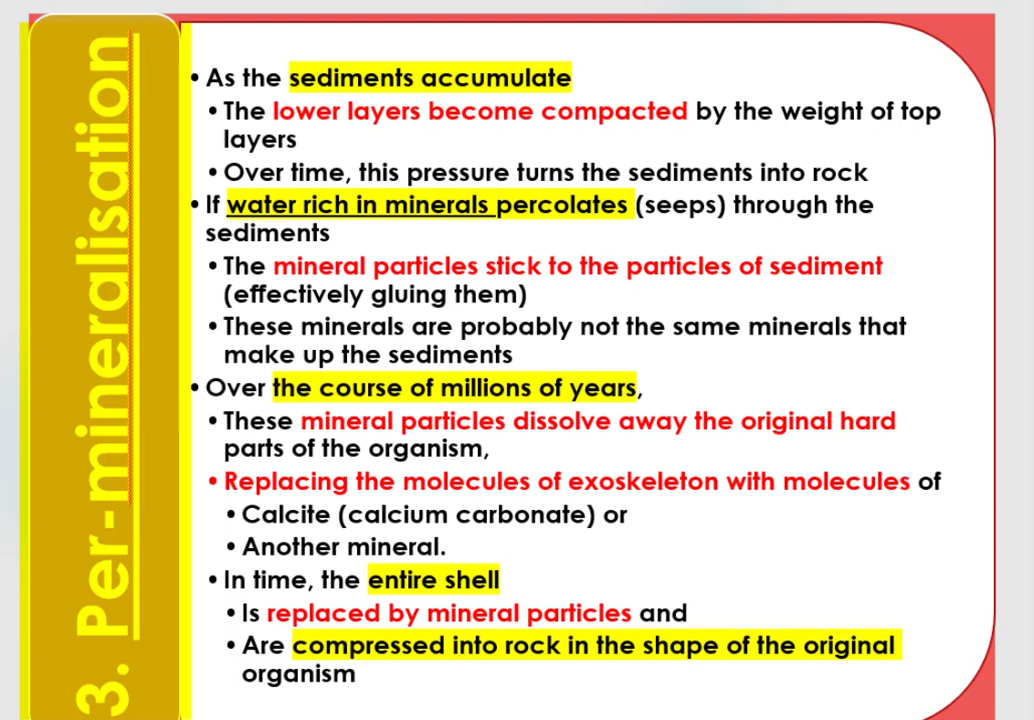 3. Per-mineralisation
• As the sediments accumulate
• The lower layers become compacted by the weight of top
layers
• Over time, this pressure turns the sediments into rock
• If water rich in minerals percolates (seeps) through the
sediments
• The mineral particles stick to the particles of sediment
(effectively gluing them)
• These minerals are probably not the same minerals that
make up the sediments
• Over the course of millions of years,
• These mineral particles dissolve away the original hard
parts of the organism,
• Replacing the molecules of exoskeleton with molecules of
• Calcite (calcium carbonate) or
• Another mineral.
• In time, the entire shell
• Is replaced by mineral particles and
• Are compressed into rock in the shape of the original
organism